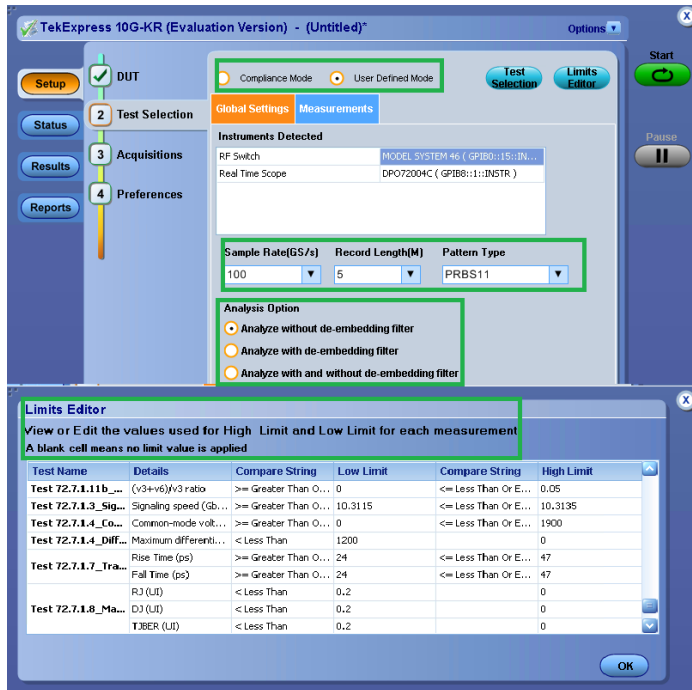 TekExpress 10G-KR (Evaluation Version) - (Untitled)* Options
Start
Setup DUT Compliance Mode User Defined Mode Test Selection Limits Editor
Status 2 Test Selection Global Settings Measurements
Pause
Instruments Detected
Results 3 Acquisitions RF Switch MODEL SYSTEM 46 ( GPIB0::15::IN...
Real Time Scope DPO72004C ( GPIB8::1::INSTR )
Reports 4 Preferences
Sample Rate(GS/s) Record Length(M) Pattern Type
100 5 PRBS11
Analysis Option
Analyze without de-embedding filter
Analyze with de-embedding filter
Analyze with and without de-embedding filter
Limits Editor
View or Edit the values used for High Limit and Low Limit for each measurement
A blank cell means no limit value is applied
Test Name Details Compare String Low Limit Compare String High Limit
Test 72.7.1.11b_... (v3+v6)/v3 ratio >= Greater Than O... 0 <= Less Than Or E... 0.05
Test 72.7.1.3_Sig... Signaling speed (Gb... >= Greater Than O... 10.3115 <= Less Than Or E... 10.3135
Test 72.7.1.4_Co... Common-mode volt... >= Greater Than O... 0 <= Less Than Or E... 1900
Test 72.7.1.4_Diff... Maximum differenti... < Less Than 1200 0
Test 72.7.1.7_Tra... Rise Time (ps) >= Greater Than O... 24 <= Less Than Or E... 47
Fall Time (ps) >= Greater Than O... 24 <= Less Than Or E... 47
RJ (UI) < Less Than 0.2 0
Test 72.7.1.8_Ma... DJ (UI) < Less Than 0.2 0
TJBER (UI) < Less Than 0.2 0
OK